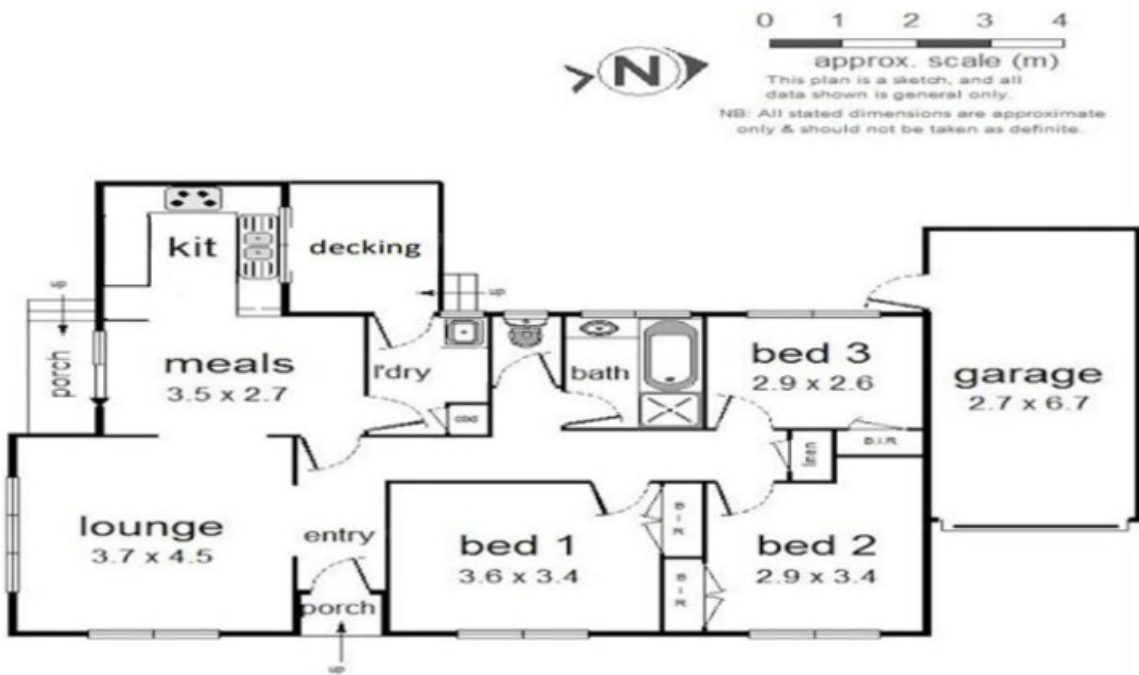 0 1 2 3 4
approx. scale (m)
This plan is a sketch, and all
data shown is general only.
NB: All stated dimensions are approximate
only & should not be taken as definite.
N
kit
decking
up
up
porch
meals
3.5 x 2.7
l'dry
bath
bed 3
2.9 x 2.6
garage
2.7 x 6.7
cbd
B.I.R
linen
lounge
3.7 x 4.5
entry
bed 1
3.6 x 3.4
B-I-R
B-I-R
bed 2
2.9 x 3.4
porch
up